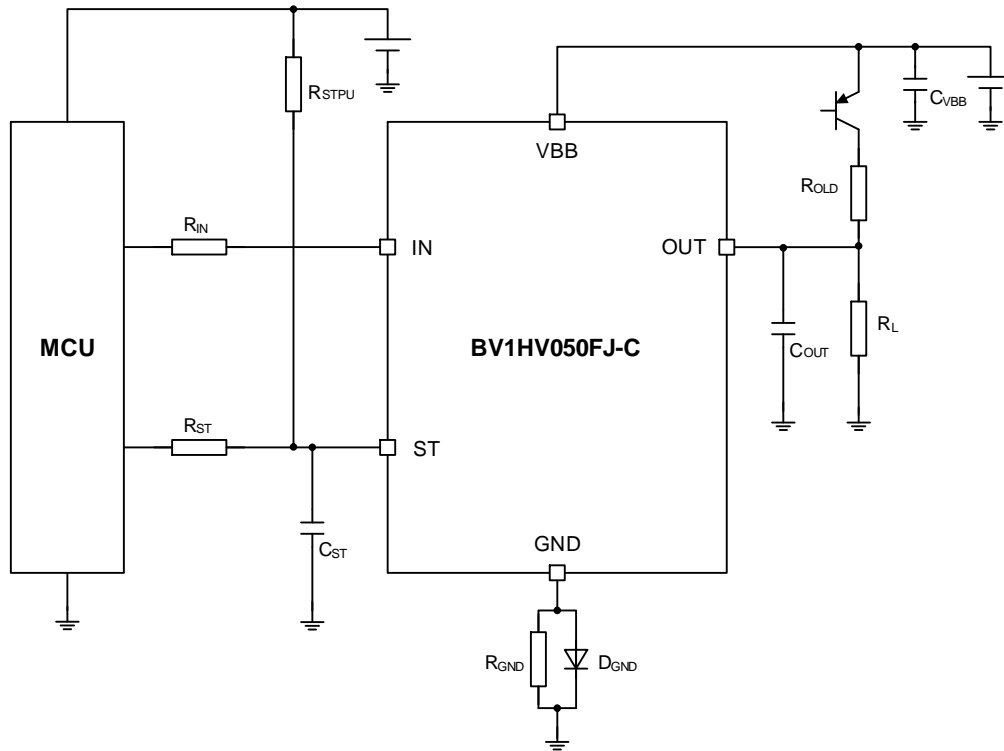 RSTPU
CVBB
VBB
ROLD
RIN
IN
OUT
MCU
BV1HV050FJ-C
COUT
RL
RST
ST
CST
GND
RGND
DGND